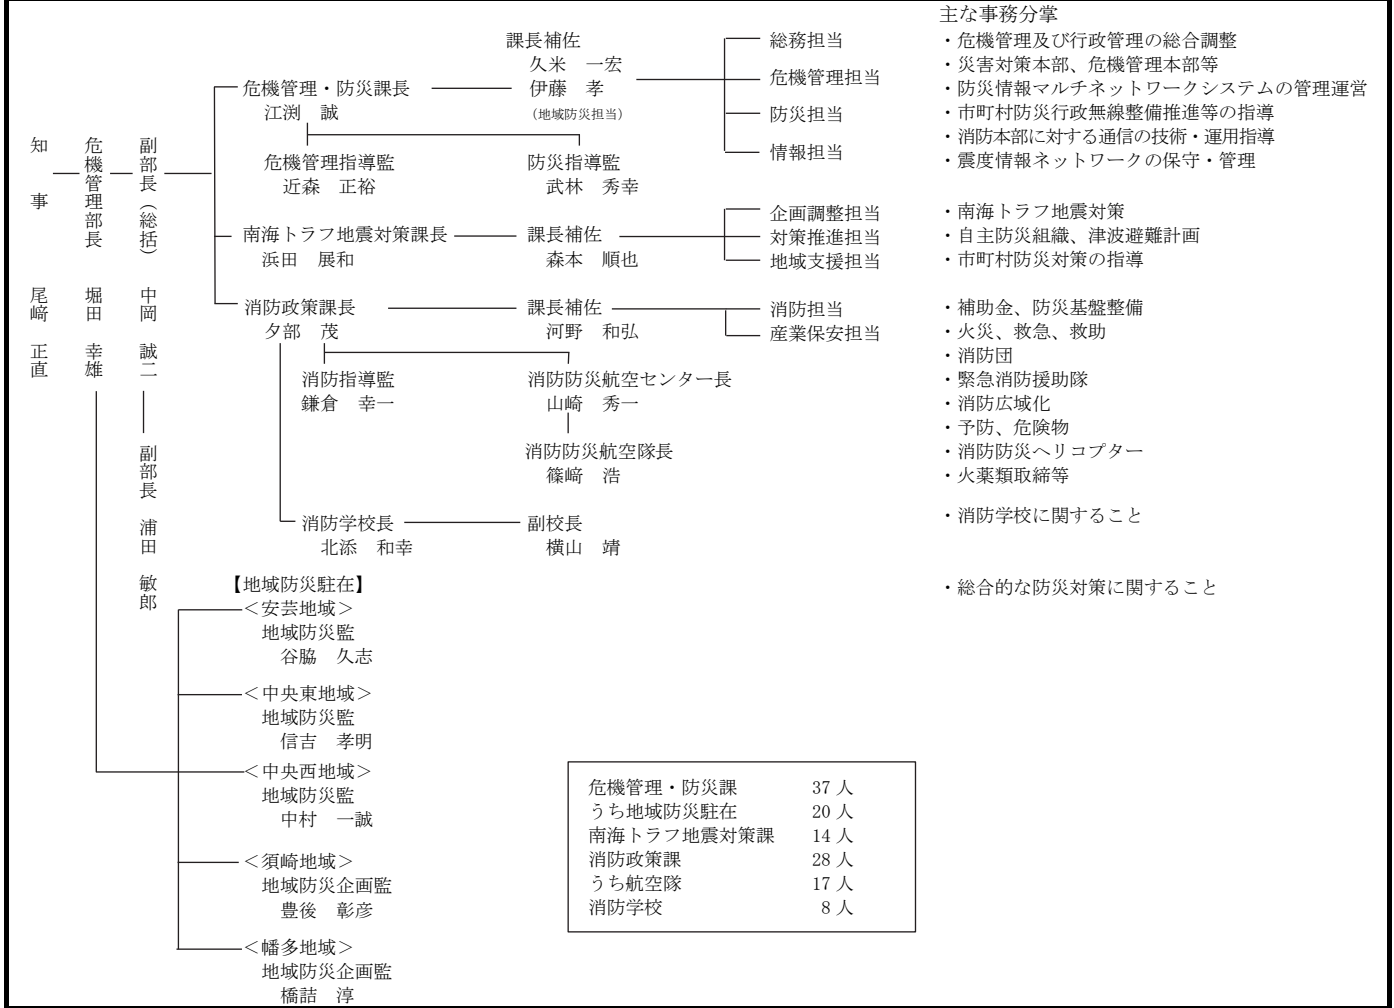 主な事務分掌
知　事　尾﨑　正直
危機管理部長　堀田　幸雄
副部長（総括）　中岡　誠二
副部長　浦田　敏郎
危機管理・防災課長
江渕　誠
課長補佐
久米　一宏
伊藤　孝
（地域防災担当）
総務担当
危機管理担当
防災担当
情報担当
危機管理指導監
近森　正裕
防災指導監
武林　秀幸
・危機管理及び行政管理の総合調整
・災害対策本部、危機管理本部等
・防災情報マルチネットワークシステムの管理運営
・市町村防災行政無線整備推進等の指導
・消防本部に対する通信の技術・運用指導
・震度情報ネットワークの保守・管理
南海トラフ地震対策課長
浜田　展和
課長補佐
森本　順也
企画調整担当
対策推進担当
地域支援担当
・南海トラフ地震対策
・自主防災組織、津波避難計画
・市町村防災対策の指導
消防政策課長
夕部　茂
課長補佐
河野　和弘
消防担当
産業保安担当
消防指導監
鎌倉　幸一
消防防災航空センター長
山崎　秀一
消防防災航空隊長
篠﨑　浩
・補助金、防災基盤整備
・火災、救急、救助
・消防団
・緊急消防援助隊
・消防広域化
・予防、危険物
・消防防災ヘリコプター
・火薬類取締等
消防学校長
北添　和幸
副校長
横山　靖
・消防学校に関すること
【地域防災駐在】
・総合的な防災対策に関すること
＜安芸地域＞
地域防災監
谷脇　久志
＜中央東地域＞
地域防災監
信吉　孝明
＜中央西地域＞
地域防災監
中村　一誠
＜須崎地域＞
地域防災企画監
豊後　彰彦
＜幡多地域＞
地域防災企画監
橋詰　淳
危機管理・防災課　37 人
うち地域防災駐在　20 人
南海トラフ地震対策課　14 人
消防政策課　28 人
うち航空隊　17 人
消防学校　8 人